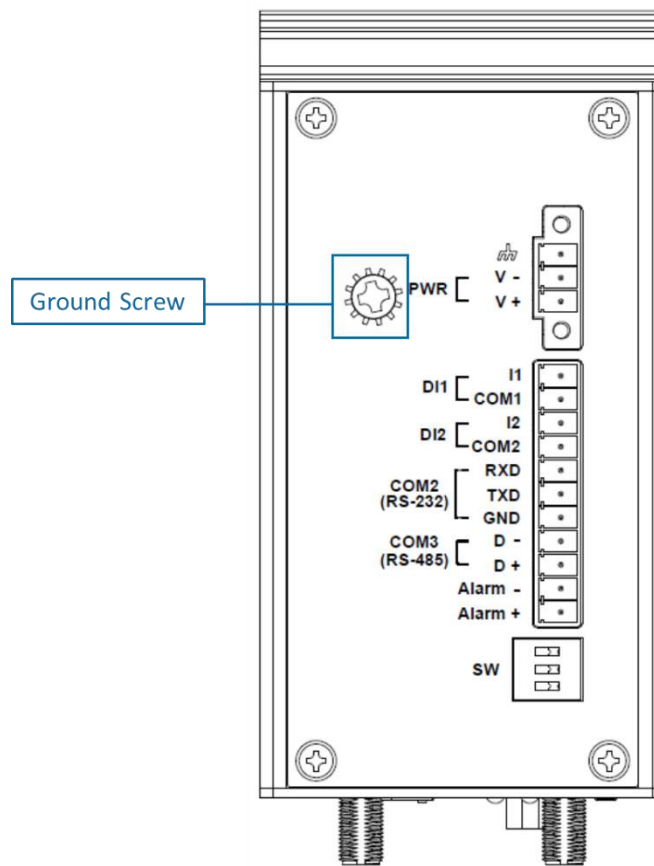 Ground Screw
PWR
V -
V +
DI1
I1
COM1
DI2
I2
COM2
COM2
(RS-232)
RXD
TXD
GND
COM3
(RS-485)
D -
D +
Alarm -
Alarm +
SW